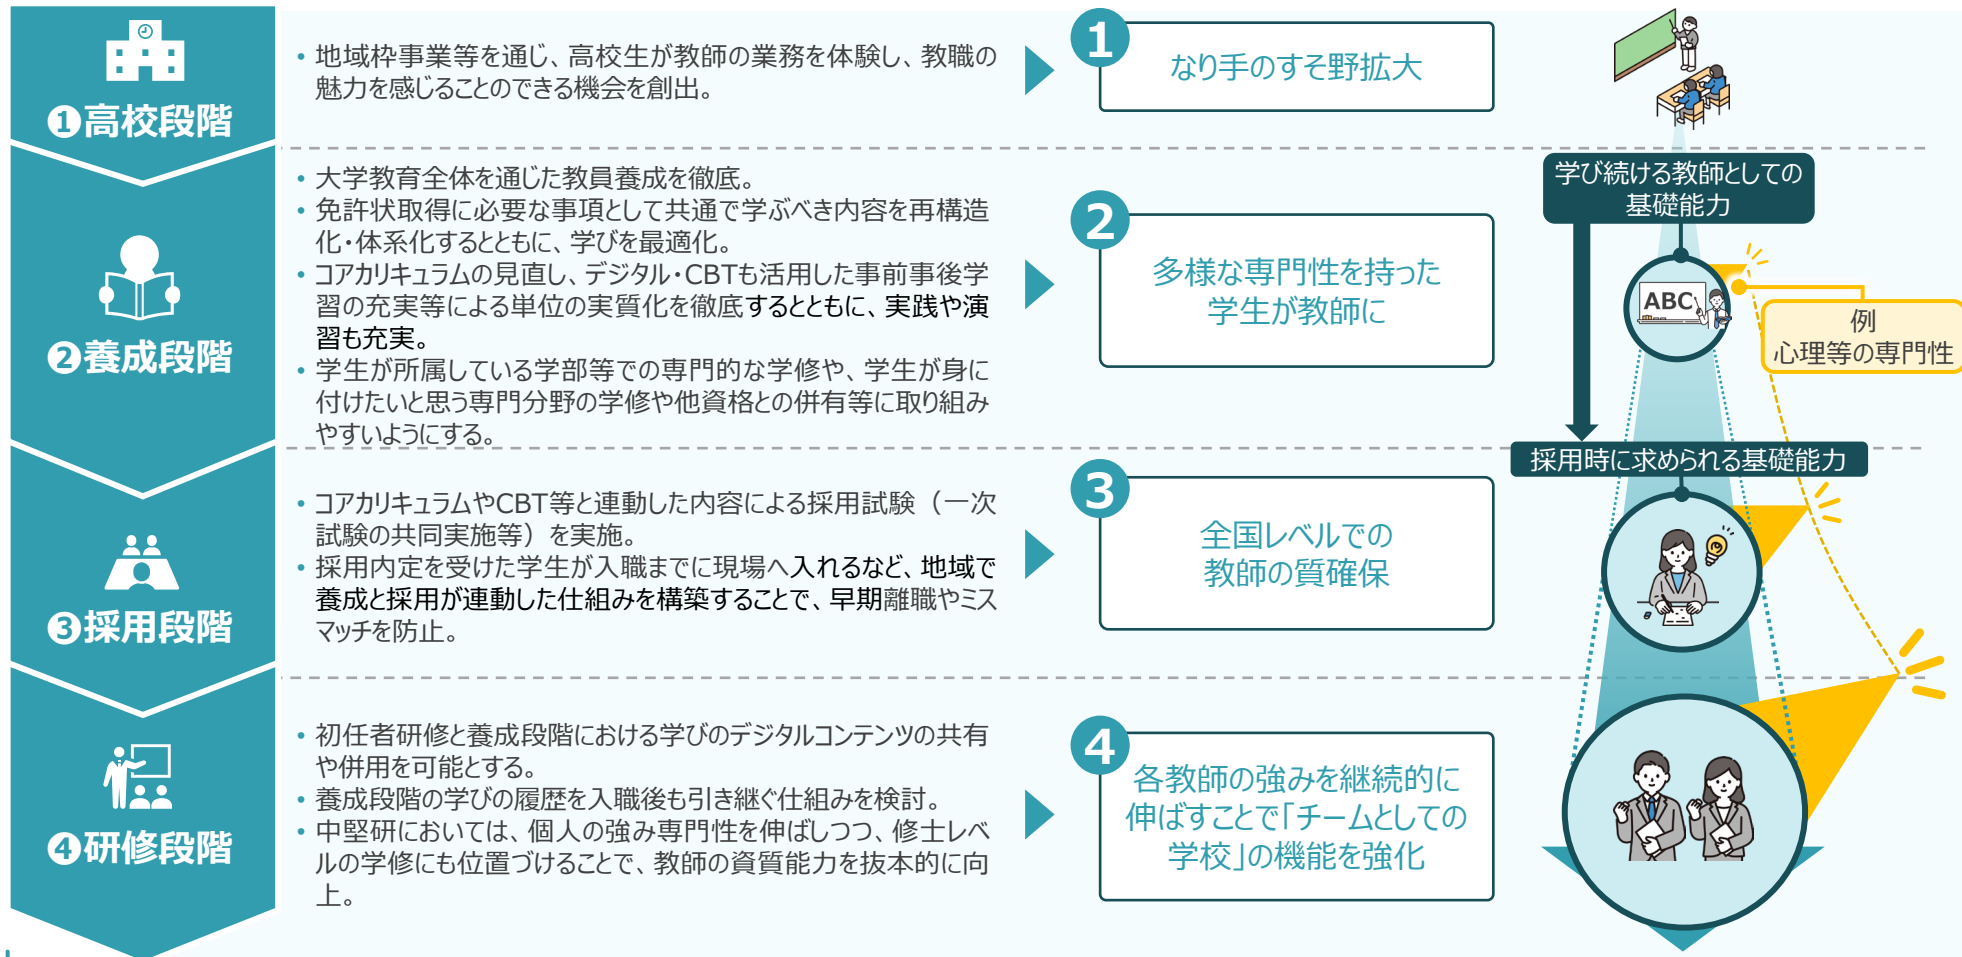 ❶高校段階
• 地域枠事業等を通じ、高校生が教師の業務を体験し、教職の
魅力を感じることのできる機会を創出。
1
なり手のすそ野拡大
❷養成段階
• 大学教育全体を通じた教員養成を徹底。
• 免許状取得に必要な事項として共通で学ぶべき内容を再構造
化・体系化するとともに、学びを最適化。
• コアカリキュラムの見直し、デジタル・CBTも活用した事前事後学
習の充実等による単位の実質化を徹底するとともに、実践や演
習も充実。
• 学生が所属している学部等での専門的な学修や、学生が身に
付けたいと思う専門分野の学修や他資格との併有等に取り組み
やすいようにする。
2
多様な専門性を持った
学生が教師に
学び続ける教師としての
基礎能力
ABC
例
心理等の専門性
❸採用段階
• コアカリキュラムやCBT等と連動した内容による採用試験（一次
試験の共同実施等）を実施。
• 採用内定を受けた学生が入職までに現場へ入れるなど、地域で
養成と採用が連動した仕組みを構築することで、早期離職やミス
マッチを防止。
3
全国レベルでの
教師の質確保
採用時に求められる基礎能力
❹研修段階
• 初任者研修と養成段階における学びのデジタルコンテンツの共有
や併用を可能とする。
• 養成段階の学びの履歴を入職後も引き継ぐ仕組みを検討。
• 中堅研においては、個人の強み専門性を伸ばしつつ、修士レベ
ルの学修にも位置づけることで、教師の資質能力を抜本的に向
上。
4
各教師の強みを継続的に
伸ばすことで「チームとしての
学校」の機能を強化